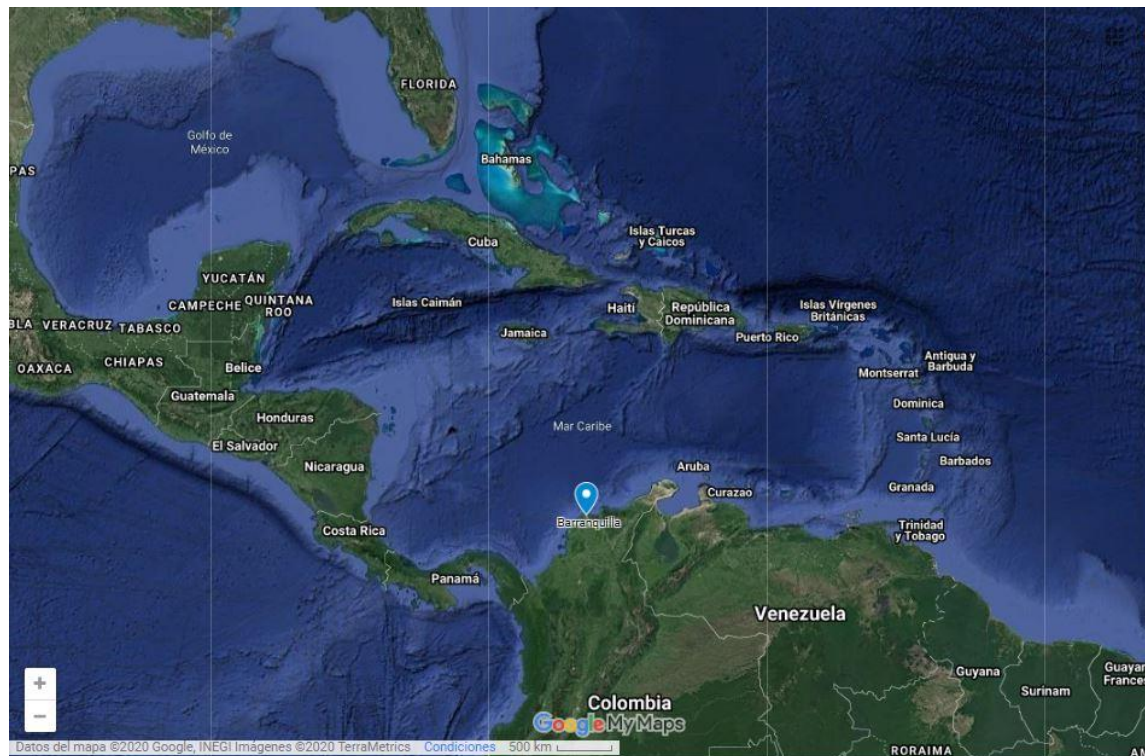 FLORIDA
Golfo de
México
Bahamas
PAS
Cuba
Islas Turcas
y Caicos
YUCATÁN
CAMPECHE
QUINTANA
ROO
Islas Caimán
Haití
República
Dominicana
Islas Vírgenes
Británicas
BLA
VERACRUZ
TABASCO
Jamaica
Puerto Rico
OAXACA
CHIAPAS
Belice
Antigua y
Barbuda
Montserrat
Guatemala
Dominica
Honduras
Mar Caribe
El Salvador
Santa Lucía
Nicaragua
Barbados
Aruba
Curazao
Granada
Barranquilla
Costa Rica
Trinidad
y Tobago
Panamá
Venezuela
Guyana
Guayan
Frances
Surinam
Colombia
Google My Maps
RORAIMA
AM
+
−
Datos del mapa ©2020 Google, INEGI Imágenes ©2020 TerraMetrics Condiciones 500 km